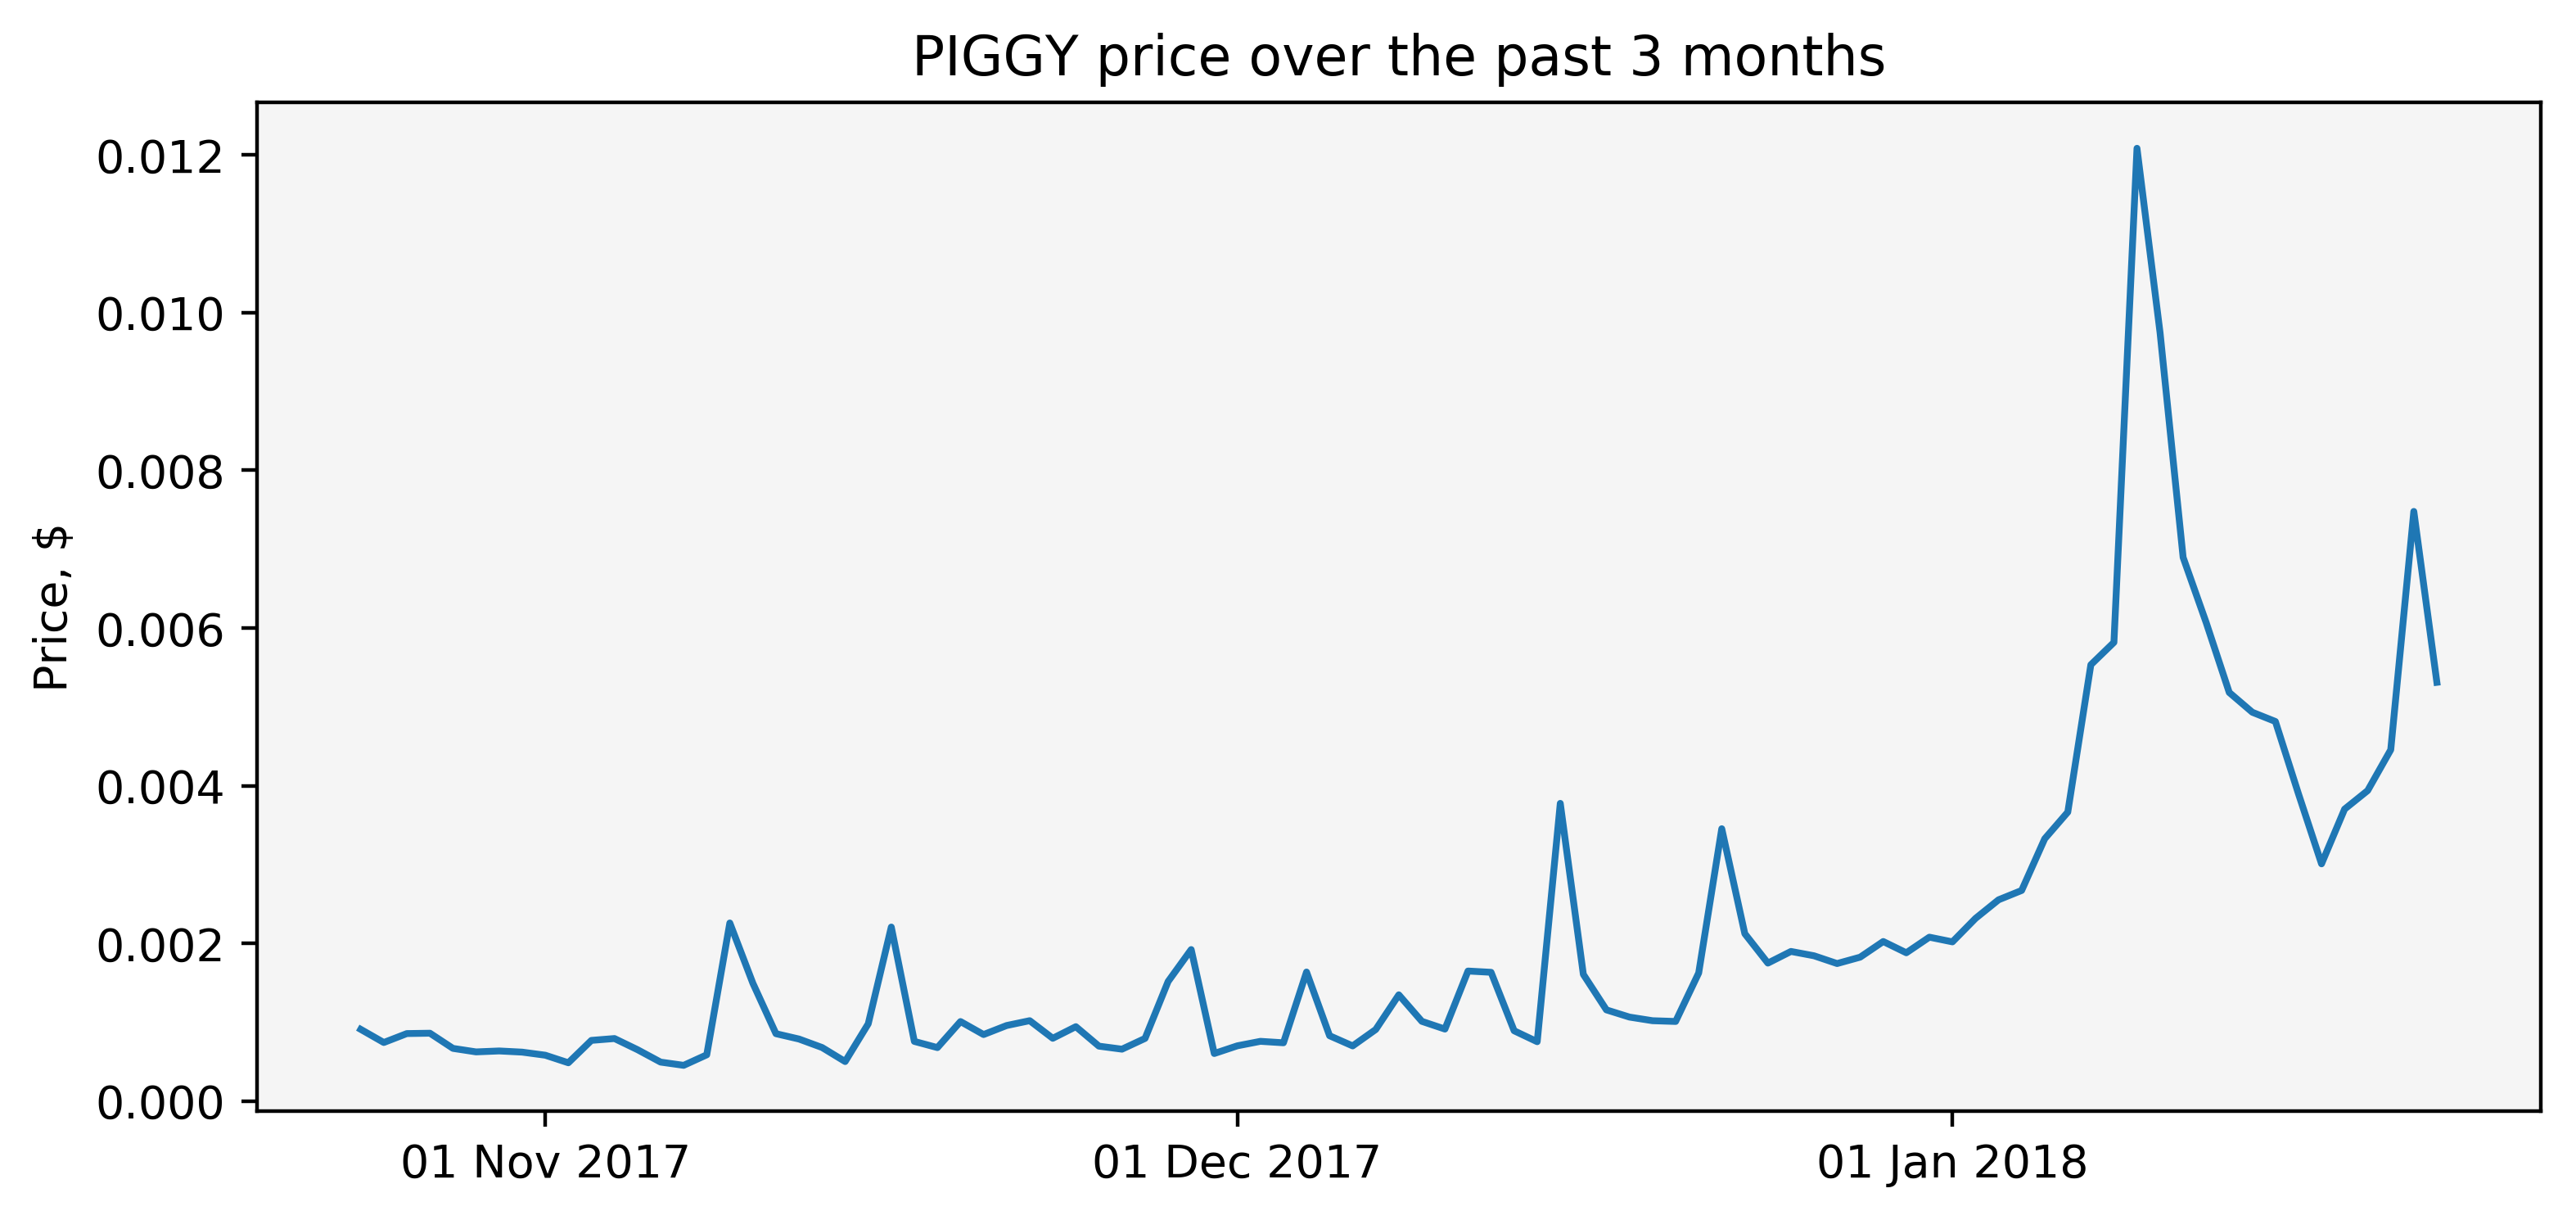 PIGGY price over the past 3 months
Price, $
0.012
0.010
0.008
0.006
0.004
0.002
0.000
01 Nov 2017
01 Dec 2017
01 Jan 2018